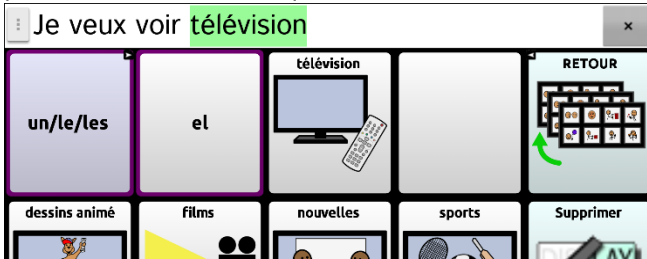 Je veux voir télévision
×
télévision
RETOUR
un/le/les
el
dessins animé
films
nouvelles
sports
Supprimer